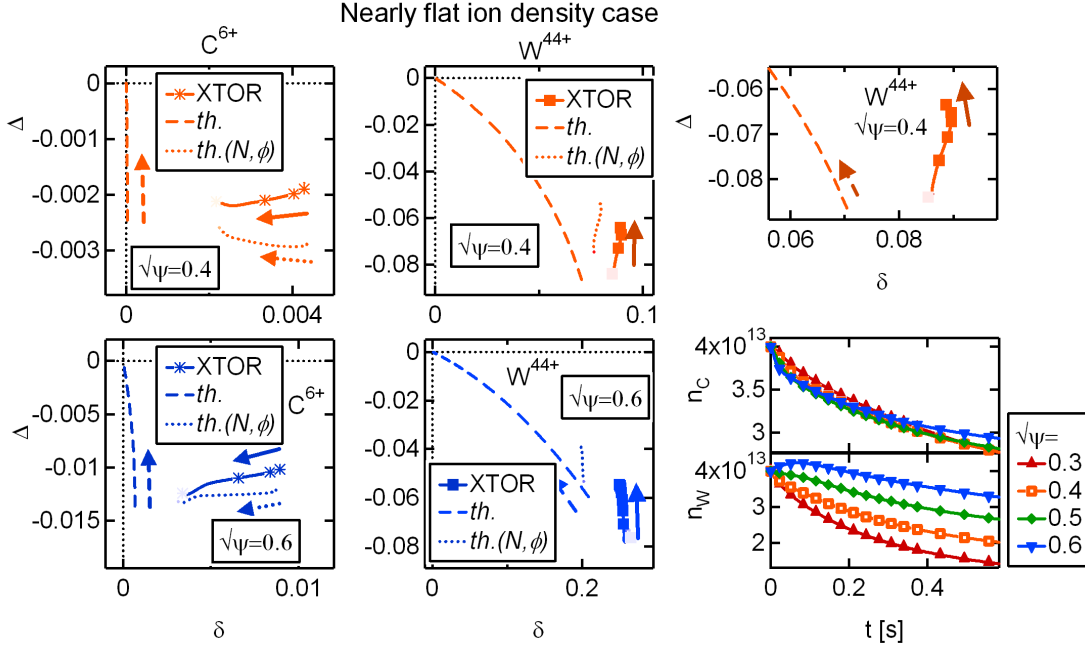 Nearly flat ion density case
C⁶⁺
W⁴⁴⁺
Δ
0
-0.001
-0.002
-0.003
XTOR
th.
th.(N,ϕ)
√ψ=0.4
0
0.004
0
-0.02
-0.04
-0.06
-0.08
XTOR
th.
th.(N,ϕ)
√ψ=0.4
0
0.1
Δ
-0.06
-0.07
-0.08
W⁴⁴⁺
√ψ=0.4
0.06
0.08
δ
Δ
0
-0.005
-0.010
-0.015
XTOR
th.
th.(N,ϕ)
C⁶⁺
√ψ=0.6
0
0.01
δ
0
-0.02
-0.04
-0.06
-0.08
W⁴⁴⁺
√ψ=0.6
XTOR
th.
th.(N,ϕ)
0
0.1
0.2
δ
n_C
4x10¹³
3.5
3
n_W
4x10¹³
3
2
0
0.2
0.4
t [s]
√ψ=
0.3
0.4
0.5
0.6